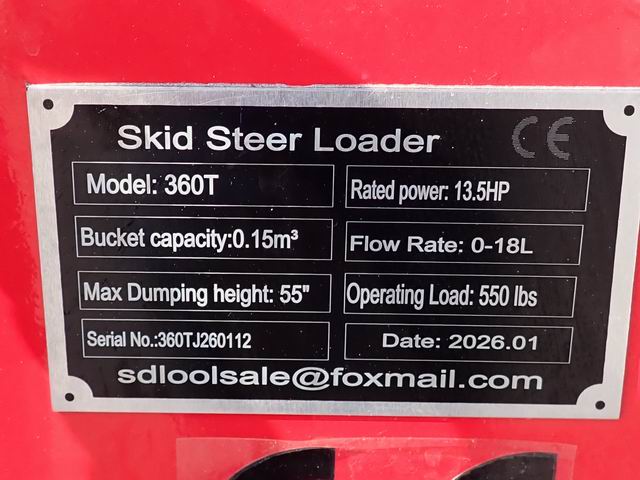 Skid Steer Loader CE
Model: 360T
Rated power: 13.5HP
Bucket capacity:0.15m³
Flow Rate: 0-18L
Max Dumping height: 55"
Operating Load: 550 lbs
Serial No.:360TJ260112
Date: 2026.01
sdloolsale@foxmail.com